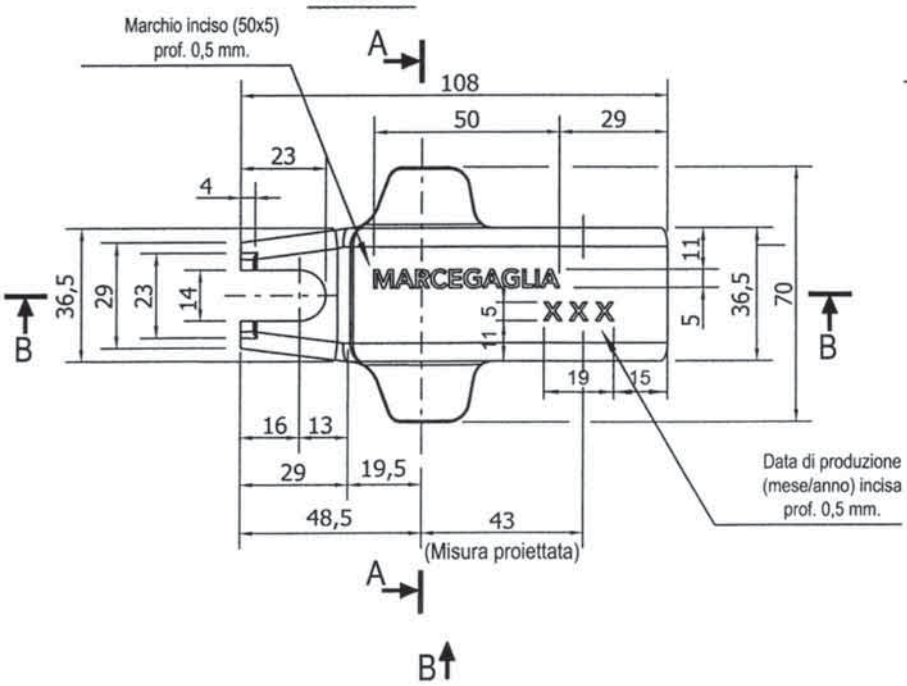 Marchio inciso (50x5)
prof. 0,5 mm.
A
108
50
29
23
4
36,5
29
23
14
MARCEGAGLIA
XXX
5
11
11
5
36,5
70
B
B
19
15
16
13
29
19,5
48,5
43
(Misura proiettata)
Data di produzione
(mese/anno) incisa
prof. 0,5 mm.
A
B